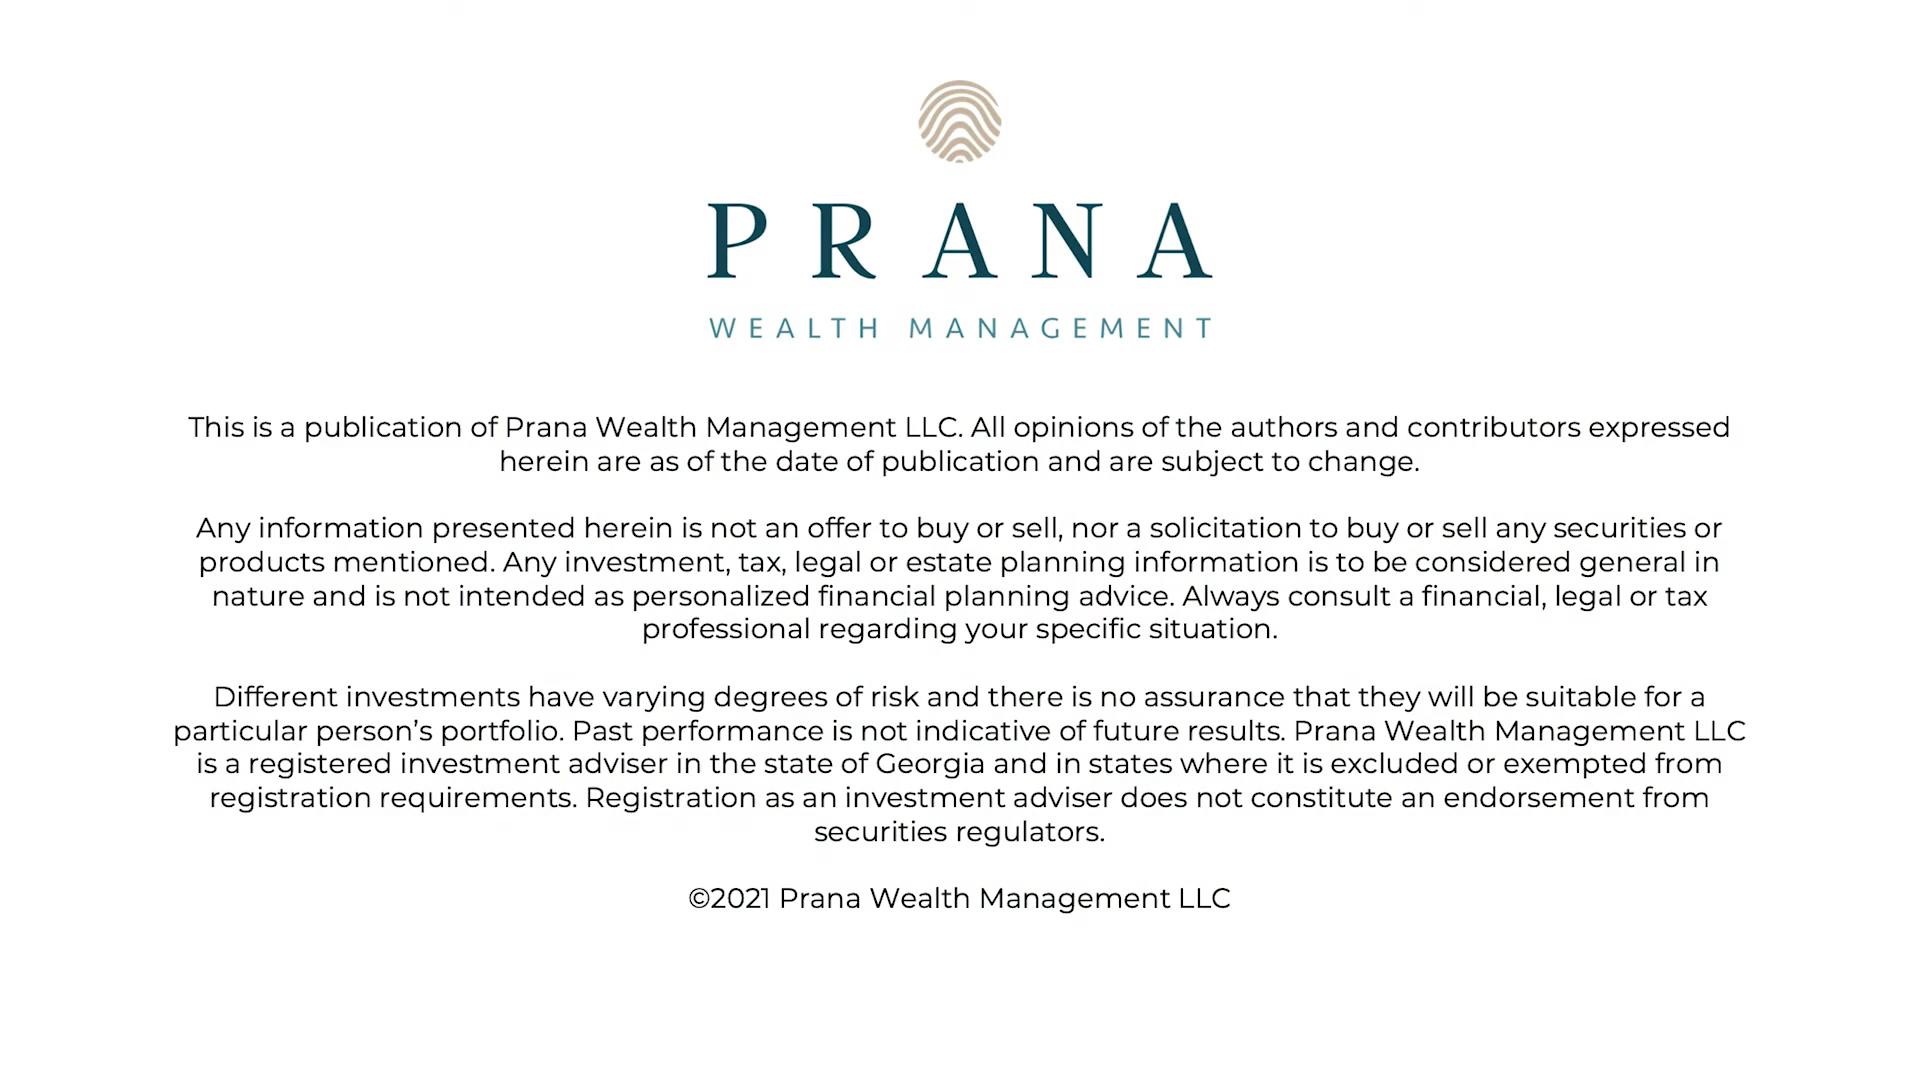 PRANA
WEALTH MANAGEMENT
This is a publication of Prana Wealth Management LLC. All opinions of the authors and contributors expressed
herein are as of the date of publication and are subject to change.
Any information presented herein is not an offer to buy or sell, nor a solicitation to buy or sell any securities or
products mentioned. Any investment, tax, legal or estate planning information is to be considered general in
nature and is not intended as personalized financial planning advice. Always consult a financial, legal or tax
professional regarding your specific situation.
Different investments have varying degrees of risk and there is no assurance that they will be suitable for a
particular person’s portfolio. Past performance is not indicative of future results. Prana Wealth Management LLC
is a registered investment adviser in the state of Georgia and in states where it is excluded or exempted from
registration requirements. Registration as an investment adviser does not constitute an endorsement from
securities regulators.
©2021 Prana Wealth Management LLC